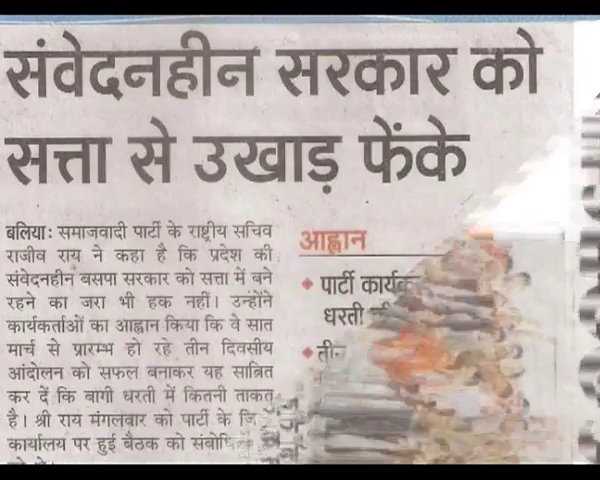 संवेदनहीन सरकार को
सत्ता से उखाड़ फेंके
बलिया: समाजवादी पार्टी के राष्ट्रीय सचिव
राजीव राय ने कहा है कि प्रदेश की
संवेदनहीन बसपा सरकार को सत्ता में बने
रहने का जरा भी हक नहीं। उन्होंने
कार्यकर्ताओं का आह्वान किया कि वे सात
मार्च से प्रारम्भ हो रहे तीन दिवसीय
आंदोलन को सफल बनाकर यह साबित
कर दें कि बागी धरती में कितनी ताकत
है। श्री राय मंगलवार को पार्टी के
कार्यालय पर हुई बैठक को
आह्वान
पार्टी
धरती
तीन